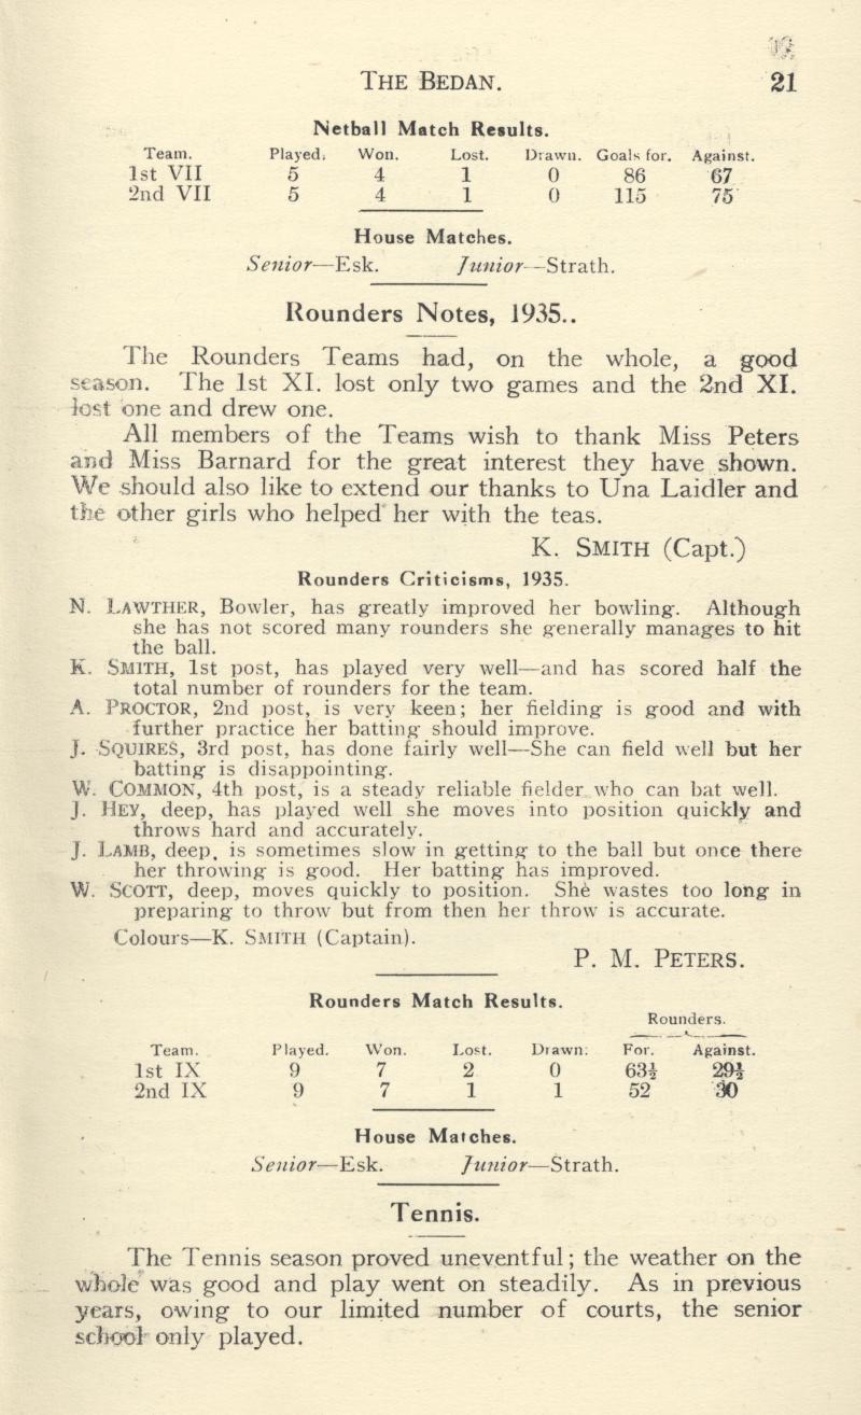 THE BEDAN.
21
Netball Match Results.
Team. Played. Won. Lost. Drawn. Goals for. Against.
1st VII 5 4 1 0 86 67
2nd VII 5 4 1 0 115 75
House Matches.
Senior—Esk. Junior—Strath.
Rounders Notes, 1935..
The Rounders Teams had, on the whole, a good
season. The 1st XI. lost only two games and the 2nd XI.
lost one and drew one.
All members of the Teams wish to thank Miss Peters
and Miss Barnard for the great interest they have shown.
We should also like to extend our thanks to Una Laidler and
the other girls who helped her with the teas.
K. SMITH (Capt.)
Rounders Criticisms, 1935.
N. LAWTHER, Bowler, has greatly improved her bowling. Although
she has not scored many rounders she generally manages to hit
the ball.
K. SMITH, 1st post, has played very well—and has scored half the
total number of rounders for the team.
A. PROCTOR, 2nd post, is very keen; her fielding is good and with
further practice her batting should improve.
J. SQUIRES, 3rd post, has done fairly well—She can field well but her
batting is disappointing.
W. COMMON, 4th post, is a steady reliable fielder who can bat well.
J. HEY, deep, has played well she moves into position quickly and
throws hard and accurately.
J. LAMB, deep, is sometimes slow in getting to the ball but once there
her throwing is good. Her batting has improved.
W. SCOTT, deep, moves quickly to position. She wastes too long in
preparing to throw but from then her throw is accurate.
Colours—K. SMITH (Captain).
P. M. PETERS.
Rounders Match Results.
Rounders.
Team. Played. Won. Lost. Drawn. For. Against.
1st IX 9 7 2 0 63½ 29½
2nd IX 9 7 1 1 52 30
House Matches.
Senior—Esk. Junior—Strath.
Tennis.
The Tennis season proved uneventful; the weather on the
whole was good and play went on steadily. As in previous
years, owing to our limited number of courts, the senior
school only played.